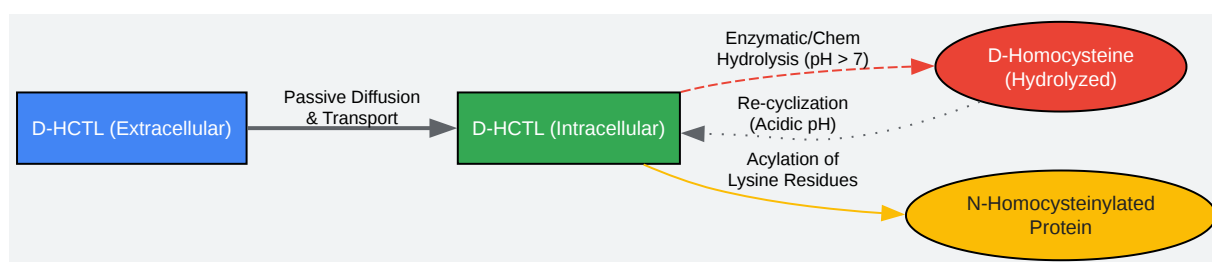 D-HCTL (Extracellular)
Passive Diffusion
& Transport
D-HCTL (Intracellular)
Enzymatic/Chem
Hydrolysis (pH > 7)
Re-cyclization
(Acidic pH)
Acylation of
Lysine Residues
D-Homocysteine
(Hydrolyzed)
N-Homocysteinylated
Protein